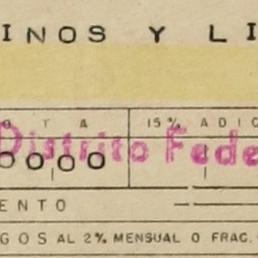 INOS Y LI
OTA 15% ADIC
Distrito Fede
0000
ENTO
GOS AL 2% MENSUAL O FRAC.